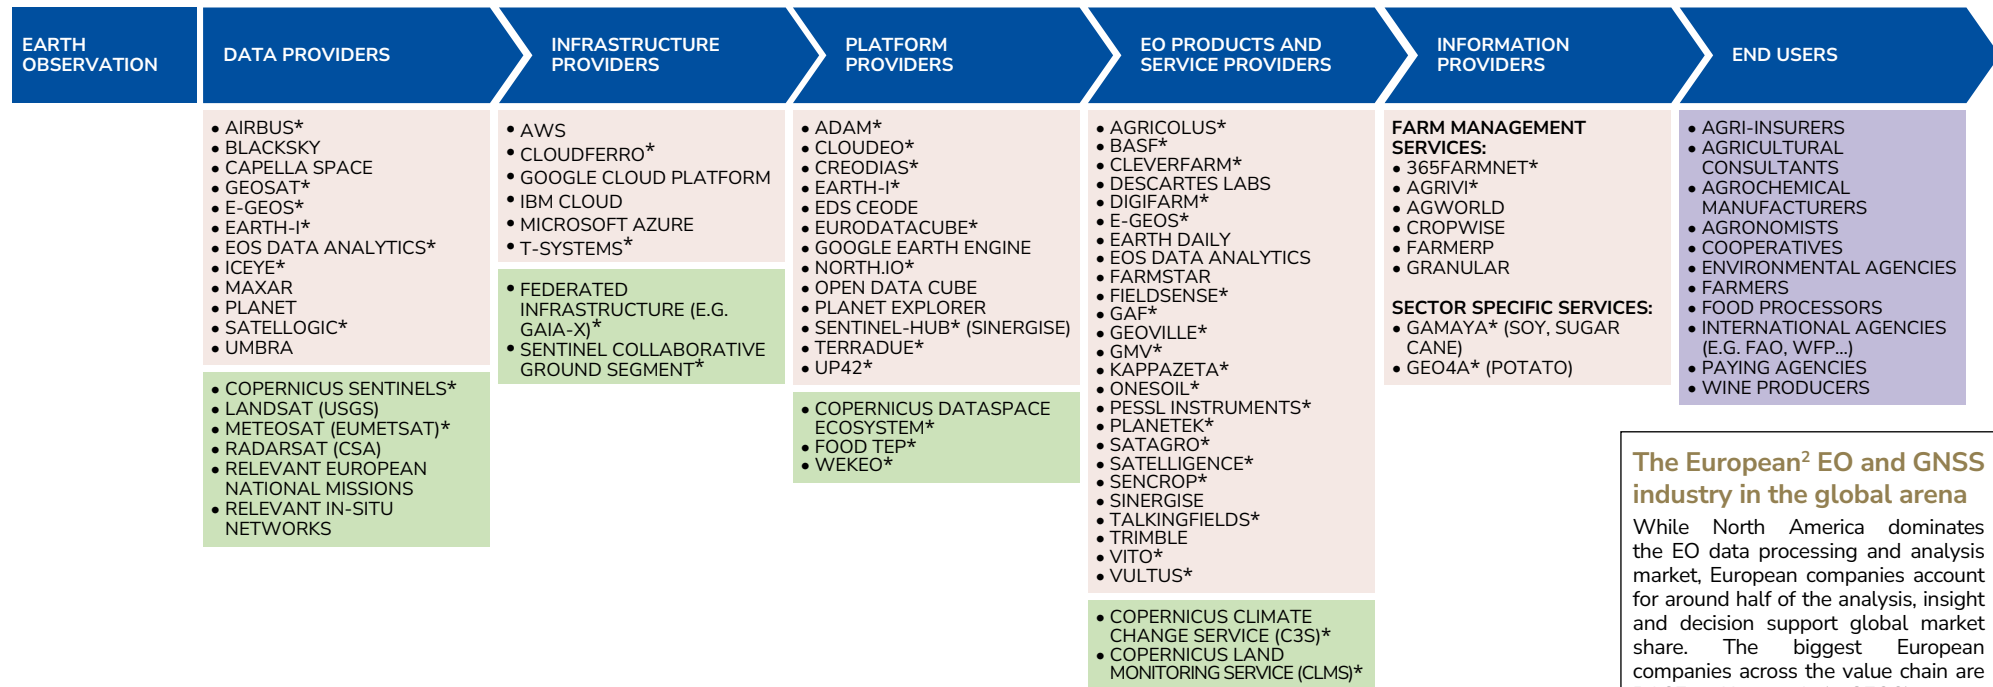 EARTH
OBSERVATION
DATA PROVIDERS
INFRASTRUCTURE
PROVIDERS
PLATFORM
PROVIDERS
EO PRODUCTS AND
SERVICE PROVIDERS
INFORMATION
PROVIDERS
END USERS
• AIRBUS*
• BLACKSKY
• CAPELLA SPACE
• GEOSAT*
• E-GEOS*
• EARTH-I*
• EOS DATA ANALYTICS*
• ICEYE*
• MAXAR
• PLANET
• SATELLOGIC*
• UMBRA
• COPERNICUS SENTINELS*
• LANDSAT (USGS)
• METEOSAT (EUMETSAT)*
• RADARSAT (CSA)
• RELEVANT EUROPEAN
NATIONAL MISSIONS
• RELEVANT IN-SITU
NETWORKS
• AWS
• CLOUDFERRO*
• GOOGLE CLOUD PLATFORM
• IBM CLOUD
• MICROSOFT AZURE
• T-SYSTEMS*
• FEDERATED
INFRASTRUCTURE (E.G.
GAIA-X)*
• SENTINEL COLLABORATIVE
GROUND SEGMENT*
• ADAM*
• CLOUDEO*
• CREODIAS*
• EARTH-I*
• EDS CEODE
• EURODATACUBE*
• GOOGLE EARTH ENGINE
• NORTH.IO*
• OPEN DATA CUBE
• PLANET EXPLORER
• SENTINEL-HUB* (SINERGISE)
• TERRADUE*
• UP42*
• COPERNICUS DATASPACE
ECOSYSTEM*
• FOOD TEP*
• WEKEO*
• AGRICOLUS*
• BASF*
• CLEVERFARM*
• DESCARTES LABS
• DIGIFARM*
• E-GEOS*
• EARTH DAILY
• EOS DATA ANALYTICS
• FARMSTAR
• FIELDSENSE*
• GAF*
• GEOVILLE*
• GMV*
• KAPPAZETA*
• ONESOIL*
• PESSL INSTRUMENTS*
• PLANETEK*
• SATAGRO*
• SATELLIGENCE*
• SENCROP*
• SINERGISE
• TALKINGFIELDS*
• TRIMBLE
• VITO*
• VULTUS*
• COPERNICUS CLIMATE
CHANGE SERVICE (C3S)*
• COPERNICUS LAND
MONITORING SERVICE (CLMS)*
FARM MANAGEMENT
SERVICES:
• 365FARMNET*
• AGRIVI*
• AGWORLD
• CROPWISE
• FARMERP
• GRANULAR
SECTOR SPECIFIC SERVICES:
• GAMAYA* (SOY, SUGAR
CANE)
• GEO4A* (POTATO)
• AGRI-INSURERS
• AGRICULTURAL
CONSULTANTS
• AGROCHEMICAL
MANUFACTURERS
• AGRONOMISTS
• COOPERATIVES
• ENVIRONMENTAL AGENCIES
• FARMERS
• FOOD PROCESSORS
• INTERNATIONAL AGENCIES
(E.G. FAO, WFP...)
• PAYING AGENCIES
• WINE PRODUCERS
The European² EO and GNSS
industry in the global arena
While North America dominates
the EO data processing and analysis
market, European companies account
for around half of the analysis, insight
and decision support global market
share. The biggest European
companies across the value chain are